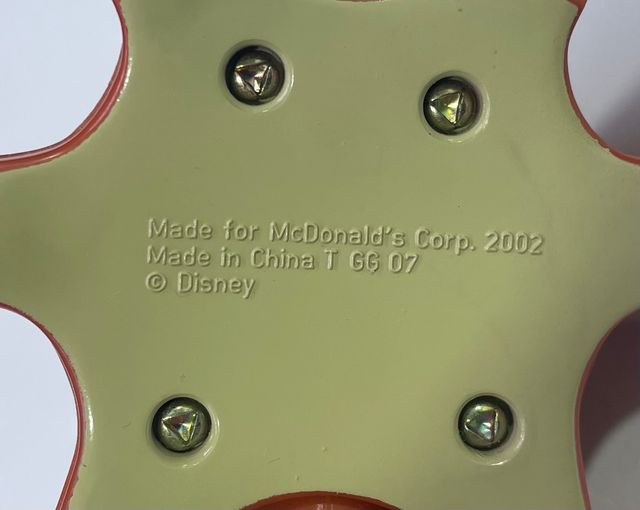 Made for McDonald's Corp. 2002
Made in China T GG 07
© Disney